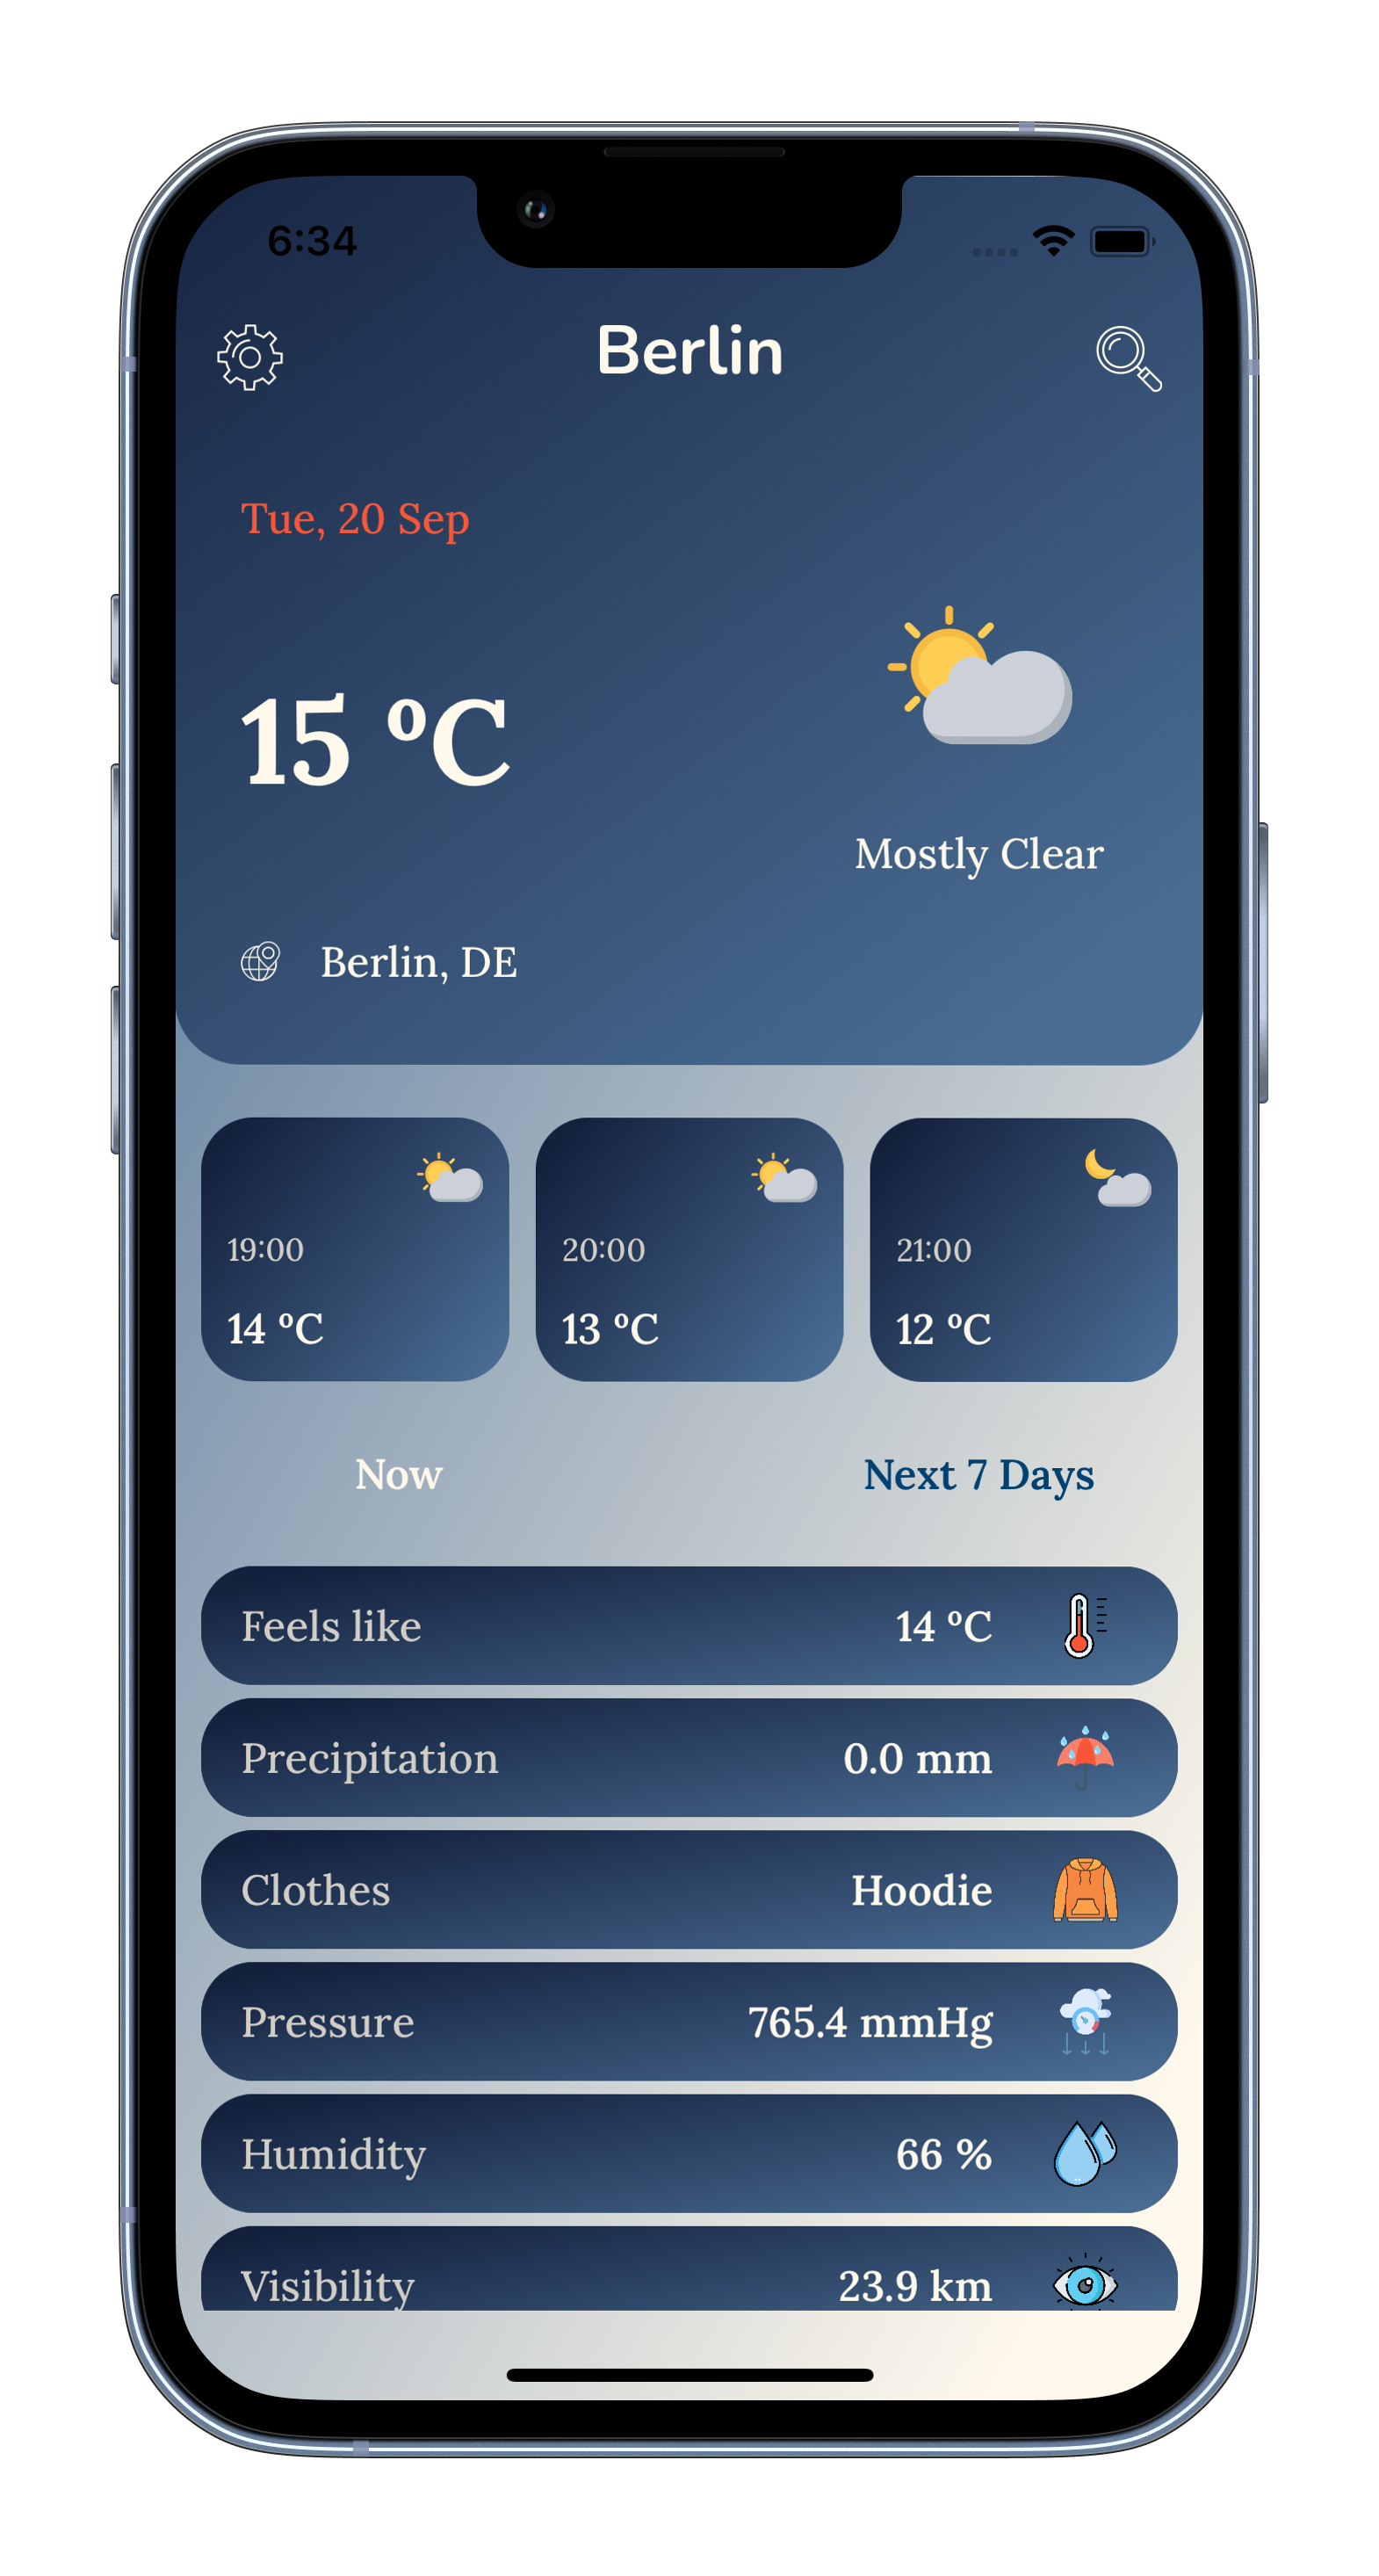 6:34
Berlin
Tue, 20 Sep
15 °C
Mostly Clear
Berlin, DE
19:00
14 °C
20:00
13 °C
21:00
12 °C
Now
Next 7 Days
Feels like 14 °C
Precipitation 0.0 mm
Clothes Hoodie
Pressure 765.4 mmHg
Humidity 66 %
Visibility 23.9 km